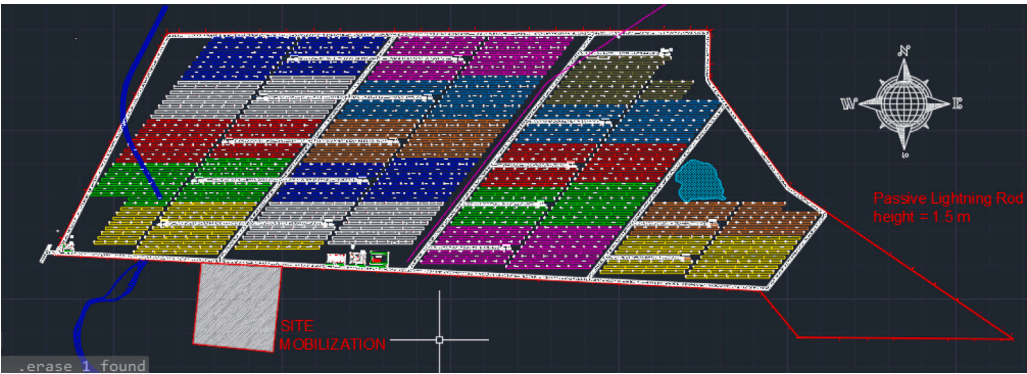 N
W
E
Passive Lightning Rod
height = 1.5 m
SITE
MOBILIZATION
.erase 1 found